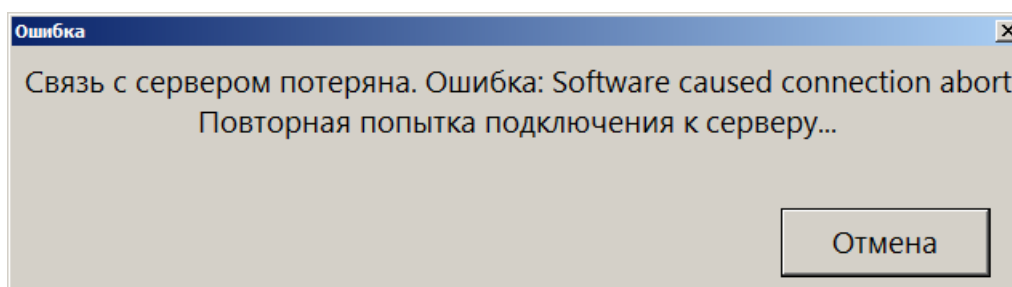 Ошибка
Связь с сервером потеряна. Ошибка: Software caused connection abort
Повторная попытка подключения к серверу...
Отмена